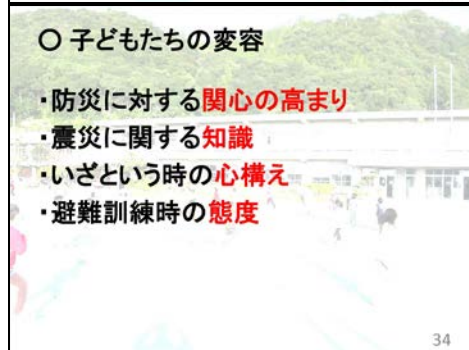 ○ 子どもたちの変容
・防災に対する関心の高まり
・震災に関する知識
・いざという時の心構え
・避難訓練時の態度
34